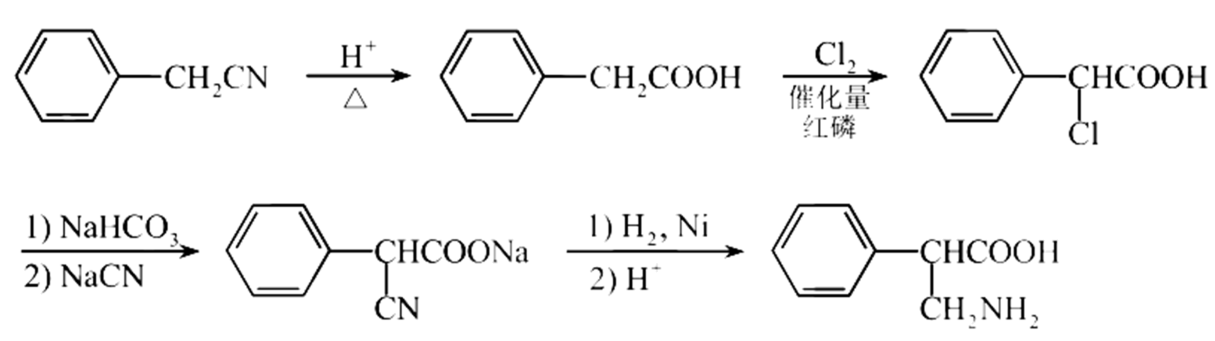 CH₂CN
H⁺
△
CH₂COOH
Cl₂
催化量
红磷
CHCOOH
Cl
1) NaHCO₃
2) NaCN
CHCOONa
CN
1) H₂, Ni
2) H⁺
CHCOOH
CH₂NH₂